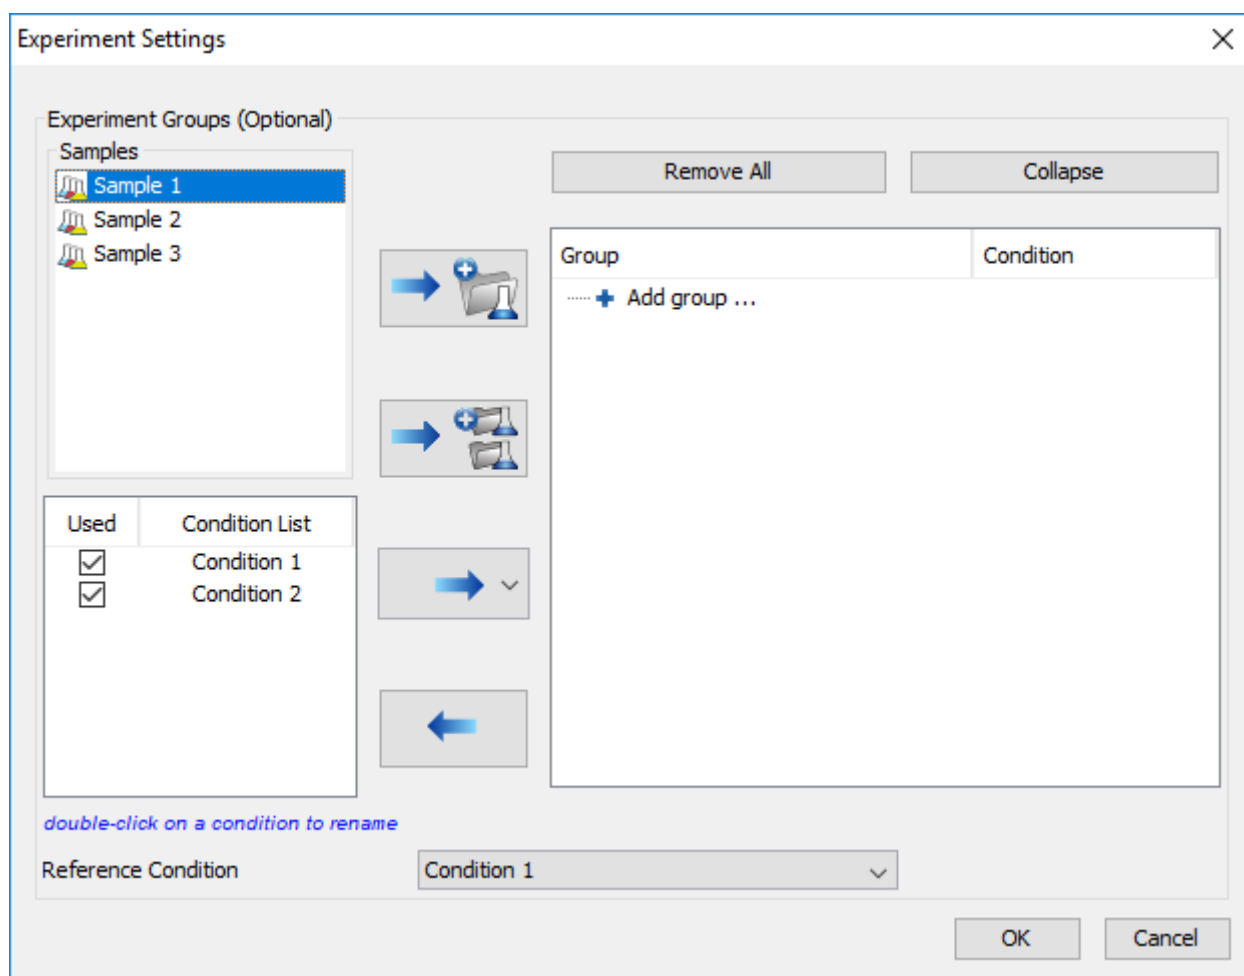 Experiment Settings
Experiment Groups (Optional)
Samples
Sample 1
Sample 2
Sample 3
Remove All
Collapse
Group
Condition
Add group ...
Used
Condition List
Condition 1
Condition 2
double-click on a condition to rename
Reference Condition
Condition 1
OK
Cancel